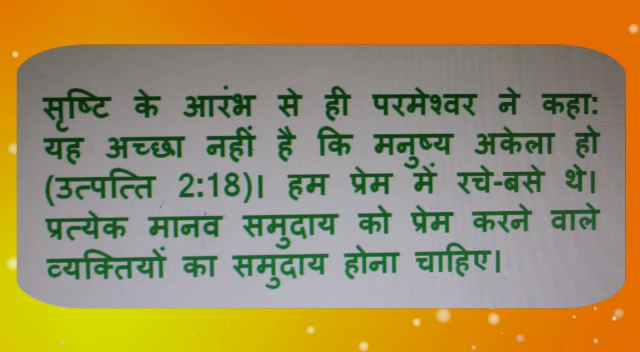 सृष्टि के आरंभ से ही परमेश्वर ने कहा:
यह अच्छा नहीं है कि मनुष्य अकेला हो
(उत्पत्ति 2:18)। हम प्रेम में रचे-बसे थे।
प्रत्येक मानव समुदाय को प्रेम करने वाले
व्यक्तियों का समुदाय होना चाहिए।